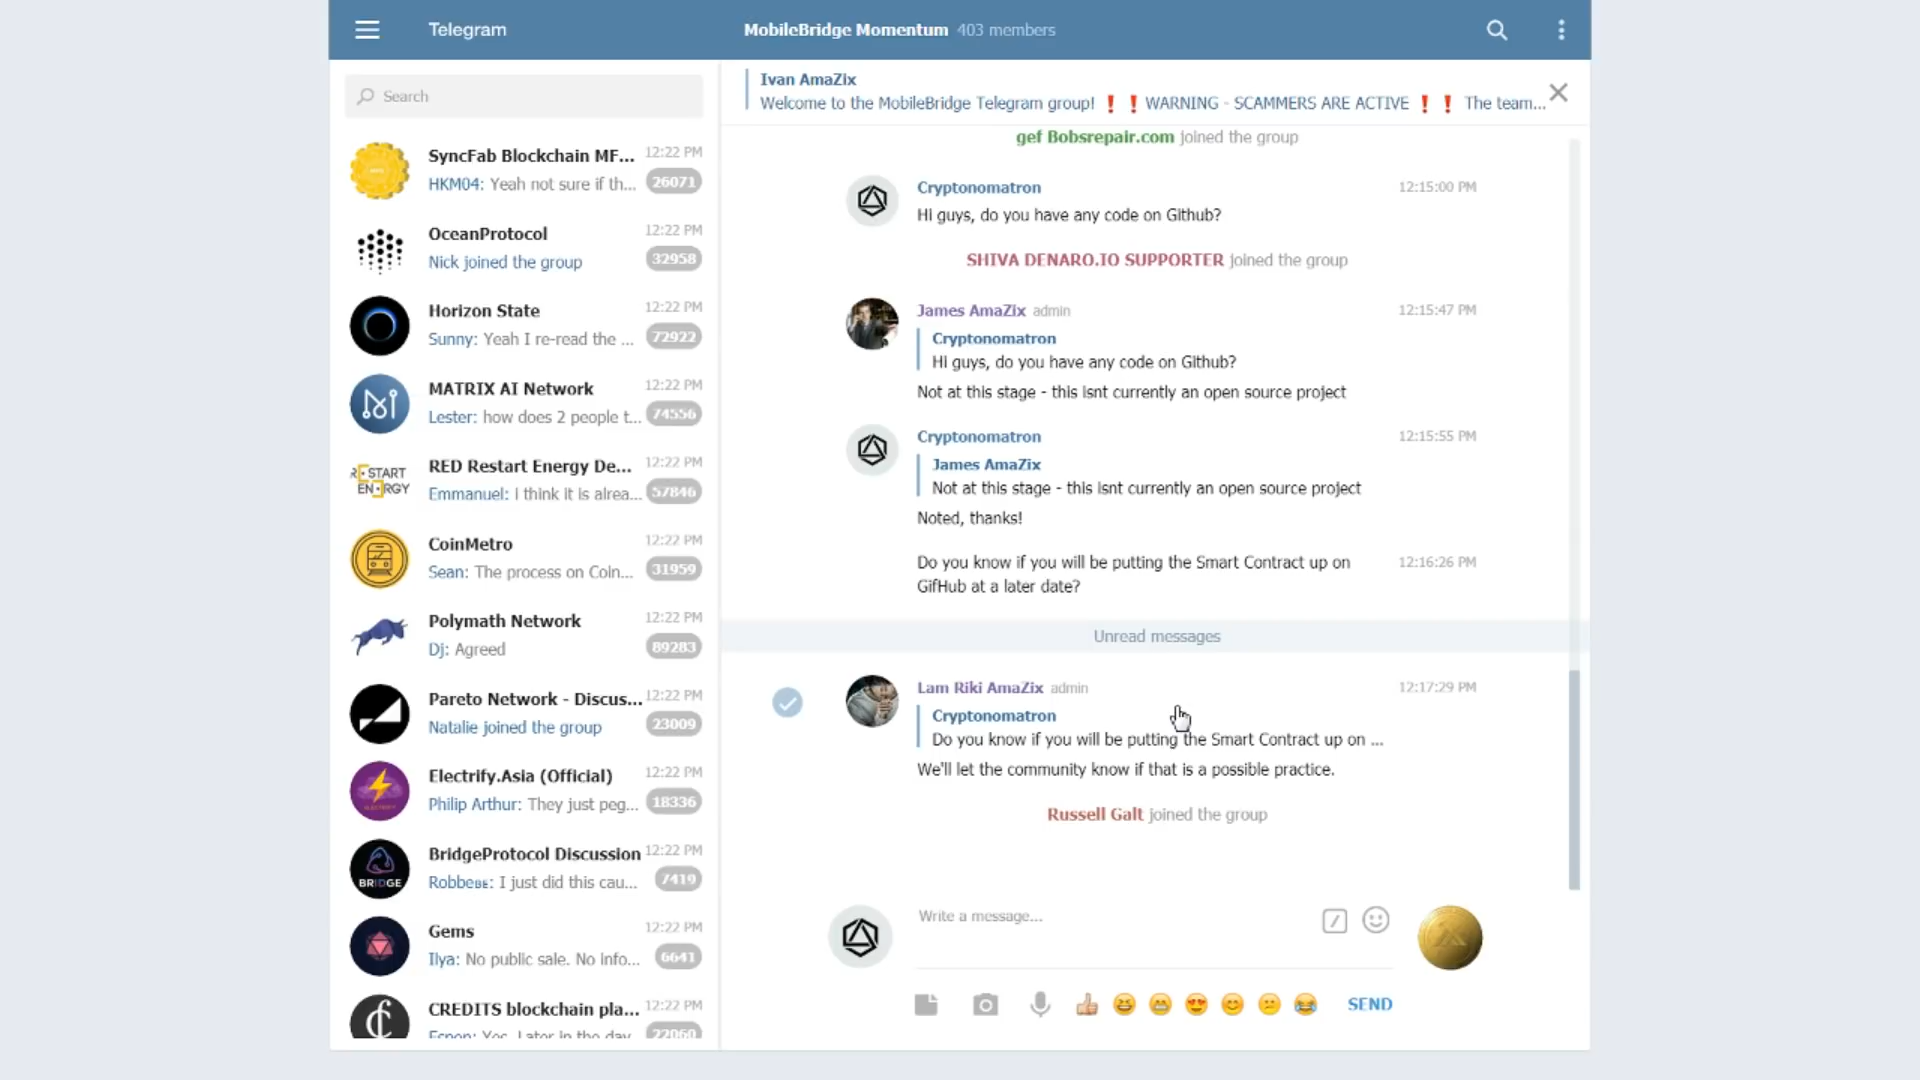 Telegram
MobileBridge Momentum 403 members
Search
SyncFab Blockchain MF... 12:22 PM
HKM04: Yeah not sure if th... 26071
OceanProtocol 12:22 PM
Nick joined the group 32958
Horizon State 12:22 PM
Sunny: Yeah I re-read the ... 72922
MATRIX AI Network 12:22 PM
Lester: how does 2 people t... 74556
RED Restart Energy De... 12:22 PM
Emmanuel: I think it is alrea... 57846
CoinMetro 12:22 PM
Sean: The process on Coin... 31959
Polymath Network 12:22 PM
Dj: Agreed 89283
Pareto Network - Discus... 12:22 PM
Natalie joined the group 23009
Electrify.Asia (Official) 12:22 PM
Philip Arthur: They just peg... 18336
BRIDGE
BridgeProtocol Discussion 12:22 PM
Robbeʙᴇ: I just did this cau... 7419
Gems 12:22 PM
Ilya: No public sale. No Info... 6641
CREDITS blockchain pla... 12:22 PM
Yes. Later in the day 22060
Ivan AmaZix
Welcome to the MobileBridge Telegram group! ❗ ❗ WARNING - SCAMMERS ARE ACTIVE ❗ ❗ The team...
gef Bobsrepair.com joined the group
Cryptonomatron 12:15:00 PM
Hi guys, do you have any code on Github?
SHIVA DENARO.IO SUPPORTER joined the group
James AmaZix admin 12:15:47 PM
Cryptonomatron
Hi guys, do you have any code on Github?
Not at this stage - this isnt currently an open source project
Cryptonomatron 12:15:55 PM
James AmaZix
Not at this stage - this isnt currently an open source project
Noted, thanks!
Do you know if you will be putting the Smart Contract up on 12:16:26 PM
GifHub at a later date?
Unread messages
Lam Riki AmaZix admin 12:17:29 PM
Cryptonomatron
Do you know if you will be putting the Smart Contract up on ...
We'll let the community know if that is a possible practice.
Russell Galt joined the group
Write a message...
SEND